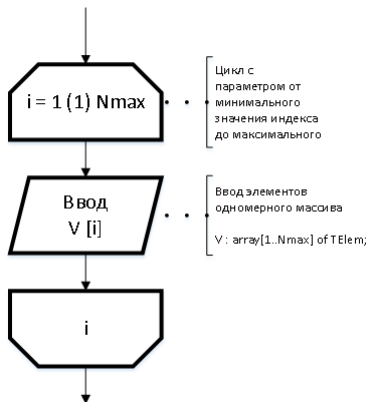 i = 1 (1) Nmax
Цикл с
параметром от
минимального
значения индекса
до максимального
Ввод
V [i]
Ввод элементов
одномерного массива
V : array[1..Nmax] of TElem;
i